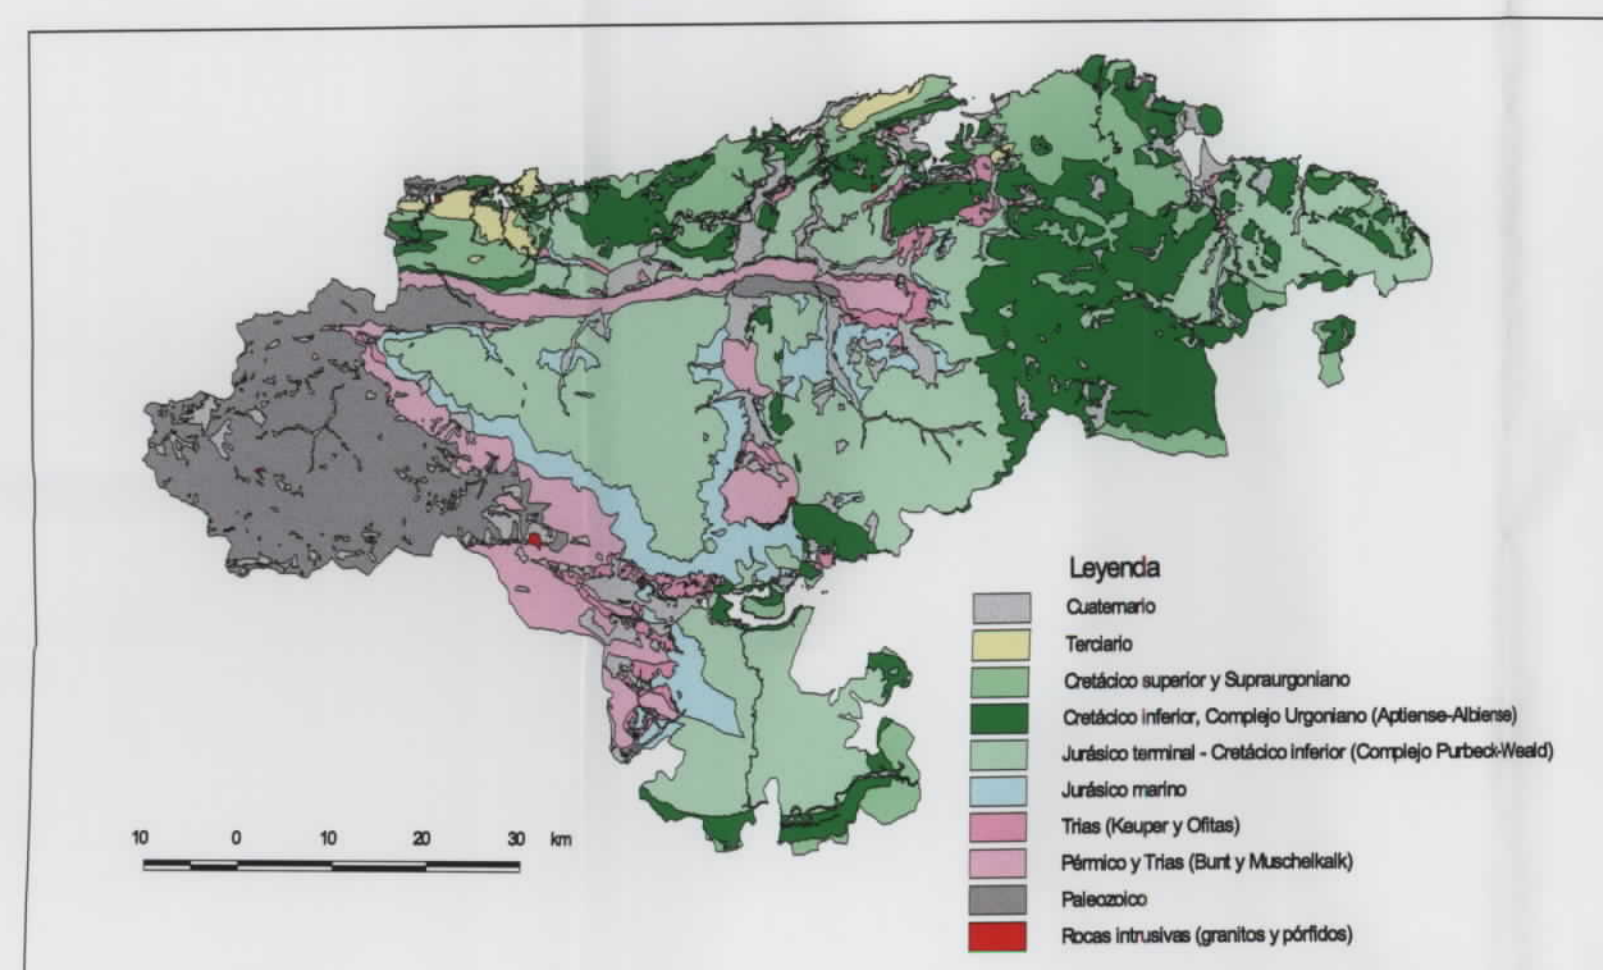 Leyenda
Cuaternario
Terciario
Cretácico superior y Supraurgoniano
Cretácico inferior, Complejo Urgoniano (Aptiense-Albiense)
Jurásico terminal - Cretácico inferior (Complejo Purbeck-Weald)
Jurásico marino
Trias (Keuper y Ofitas)
Pérmico y Trias (Bunt y Muschelkalk)
Paleozoico
Rocas intrusivas (granitos y pórfidos)
10 0 10 20 30 km